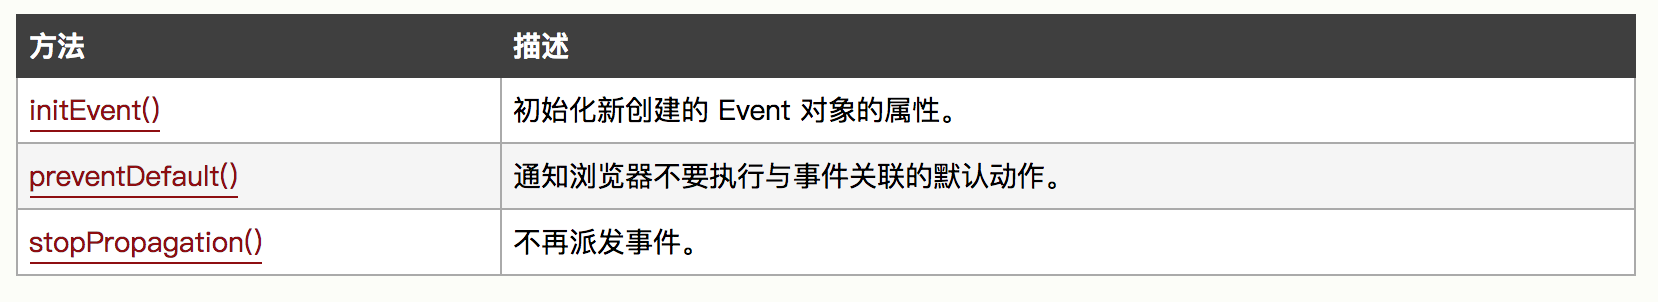 方法 描述
initEvent() 初始化新创建的 Event 对象的属性。
preventDefault() 通知浏览器不要执行与事件关联的默认动作。
stopPropagation() 不再派发事件。